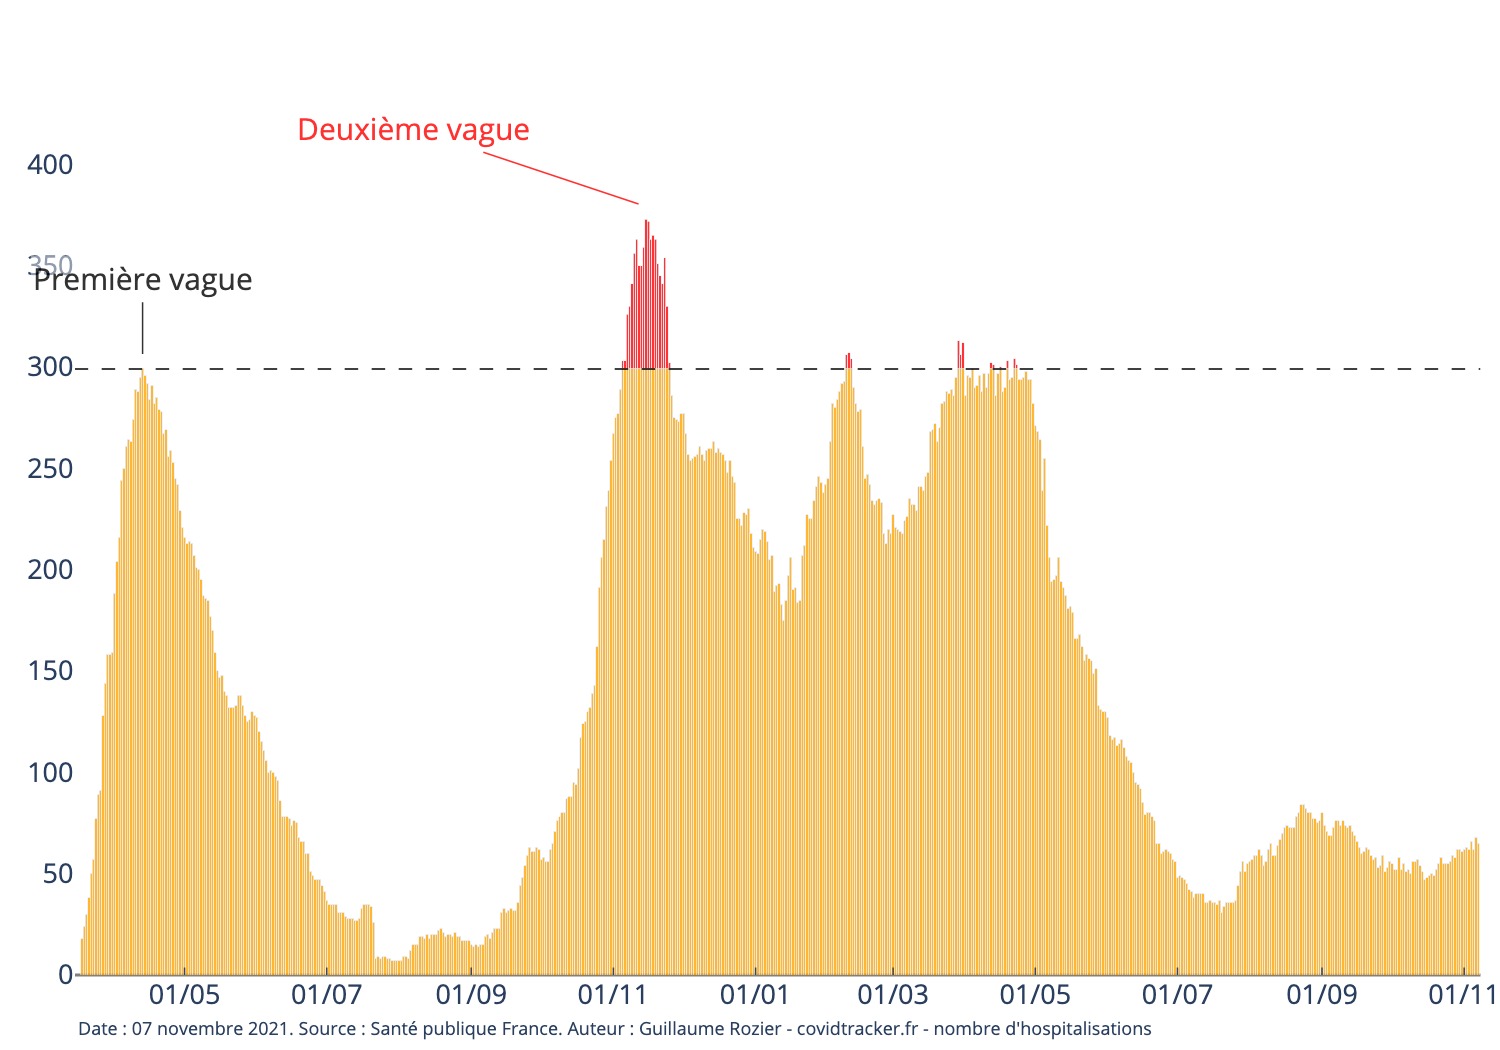 Deuxième vague
400
350
Première vague
300
250
200
150
100
50
0
01/05 01/07 01/09 01/11 01/01 01/03 01/05 01/07 01/09 01/11
Date : 07 novembre 2021. Source : Santé publique France. Auteur : Guillaume Rozier - covidtracker.fr - nombre d'hospitalisations